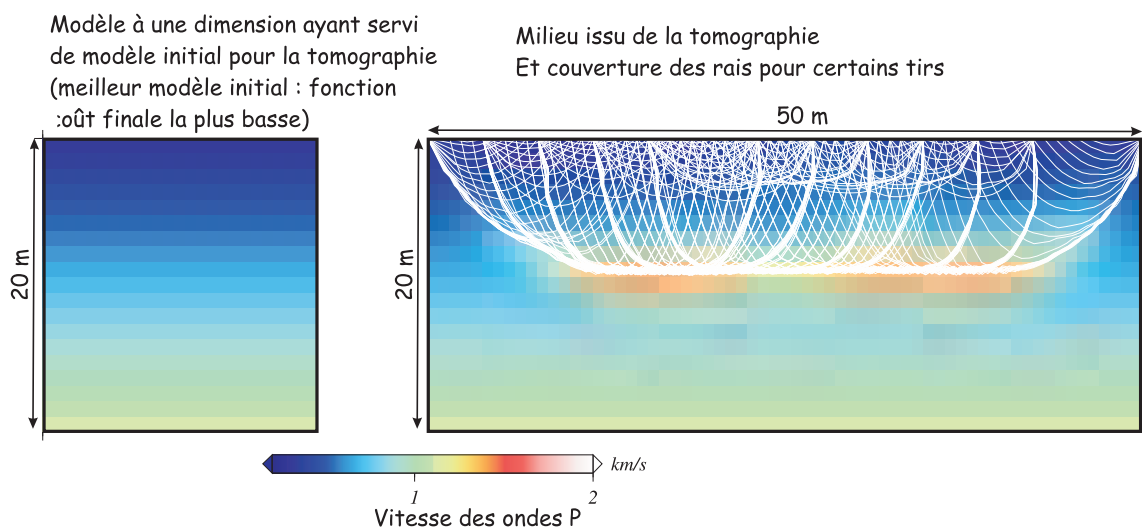 Modèle à une dimension ayant servi
de modèle initial pour la tomographie
(meilleur modèle initial : fonction
coût finale la plus basse)
Milieu issu de la tomographie
Et couverture des rais pour certains tirs
50 m
20 m
20 m
km/s
1
2
Vitesse des ondes P